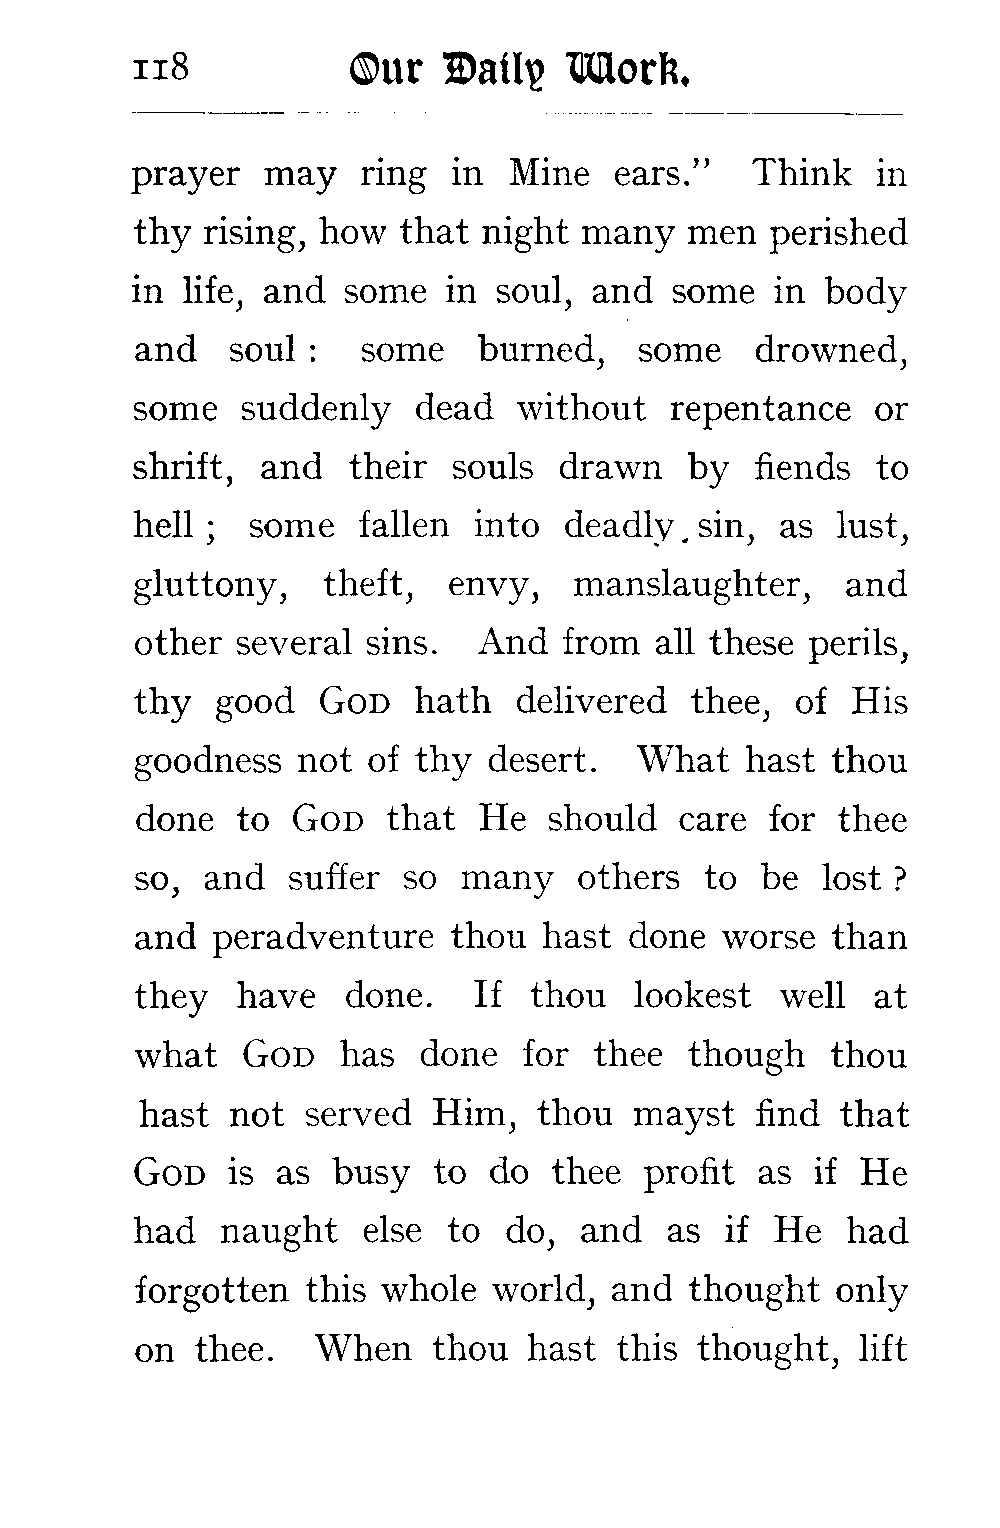 118 Our Daily Work.
prayer may ring in Mine ears.” Think in
thy rising, how that night many men perished
in life, and some in soul, and some in body
and soul : some burned, some drowned,
some suddenly dead without repentance or
shrift, and their souls drawn by fiends to
hell ; some fallen into deadly sin, as lust,
gluttony, theft, envy, manslaughter, and
other several sins. And from all these perils,
thy good GOD hath delivered thee, of His
goodness not of thy desert. What hast thou
done to GOD that He should care for thee
so, and suffer so many others to be lost ?
and peradventure thou hast done worse than
they have done. If thou lookest well at
what GOD has done for thee though thou
hast not served Him, thou mayst find that
GOD is as busy to do thee profit as if He
had naught else to do, and as if He had
forgotten this whole world, and thought only
on thee. When thou hast this thought, lift